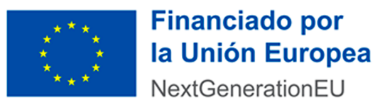 Financiado por
la Unión Europea
NextGenerationEU